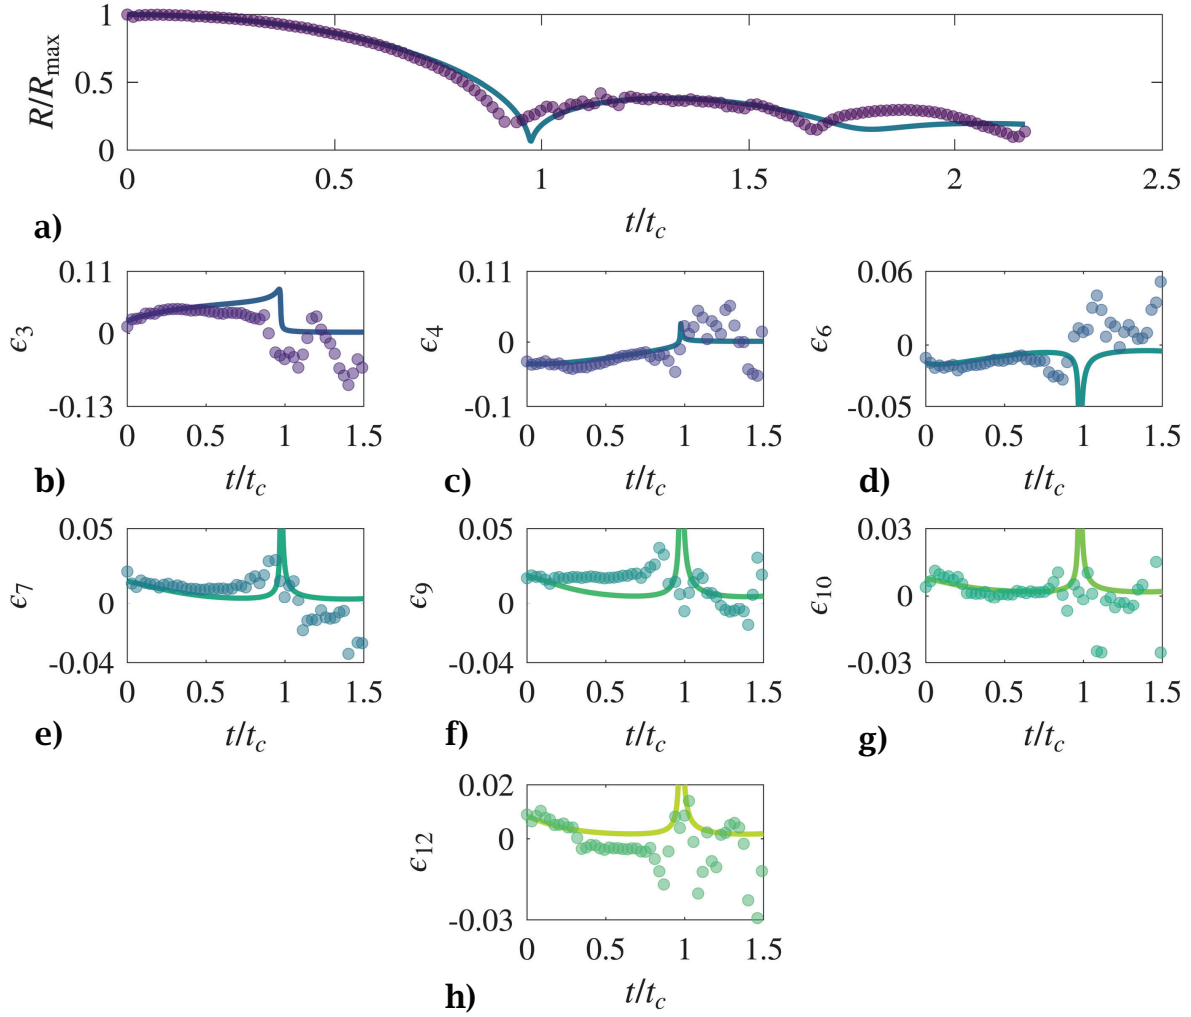 R/R_max
1
0.5
0
0 0.5 1 1.5 2 2.5
t/t_c
a)
ϵ_3
0.11
0
-0.13
0 0.5 1 1.5
t/t_c
b)
ϵ_4
0.11
0
-0.1
0 0.5 1 1.5
t/t_c
c)
ϵ_6
0.06
0
-0.05
0 0.5 1 1.5
t/t_c
d)
ϵ_7
0.05
0
-0.04
0 0.5 1 1.5
t/t_c
e)
ϵ_9
0.05
0
-0.04
0 0.5 1 1.5
t/t_c
f)
ϵ_10
0.03
0
-0.03
0 0.5 1 1.5
t/t_c
g)
ϵ_12
0.02
0
-0.03
0 0.5 1 1.5
t/t_c
h)